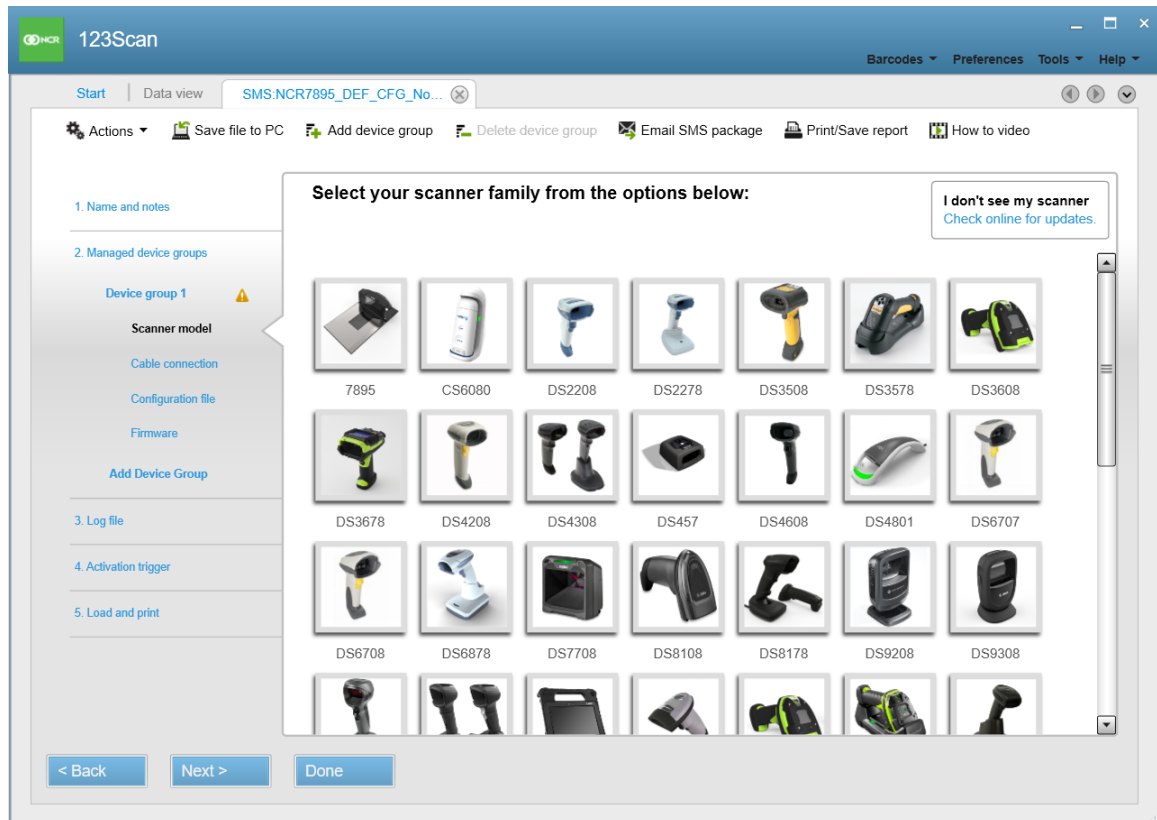 NCR
123Scan
Barcodes Preferences Tools Help
Start Data view SMS:NCR7895_DEF_CFG_No...
Actions Save file to PC Add device group Delete device group Email SMS package Print/Save report How to video
1. Name and notes
2. Managed device groups
Device group 1
Scanner model
Cable connection
Configuration file
Firmware
Add Device Group
3. Log file
4. Activation trigger
5. Load and print
Select your scanner family from the options below:
I don't see my scanner
Check online for updates.
7895 CS6080 DS2208 DS2278 DS3508 DS3578 DS3608
DS3678 DS4208 DS4308 DS457 DS4608 DS4801 DS6707
DS6708 DS6878 DS7708 DS8108 DS8178 DS9208 DS9308
< Back Next > Done